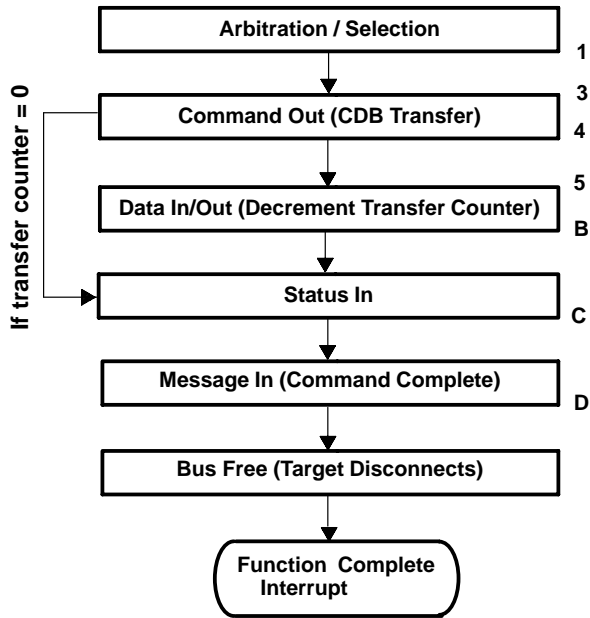 Arbitration / Selection
1
If transfer counter = 0
3
Command Out (CDB Transfer)
4
5
Data In/Out (Decrement Transfer Counter)
B
Status In
C
Message In (Command Complete)
D
Bus Free (Target Disconnects)
Function Complete
Interrupt